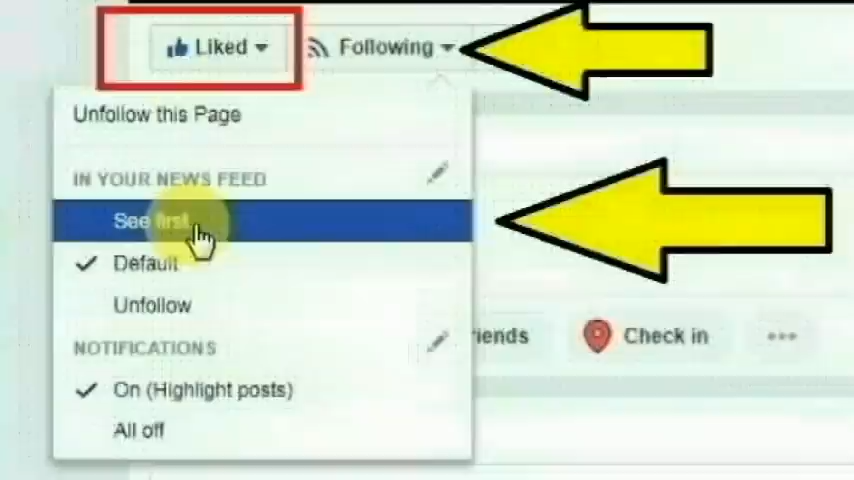 Liked Following
Unfollow this Page
IN YOUR NEWS FEED
See first
Default
Unfollow
NOTIFICATIONS
riends Check in
On (Highlight posts)
All off